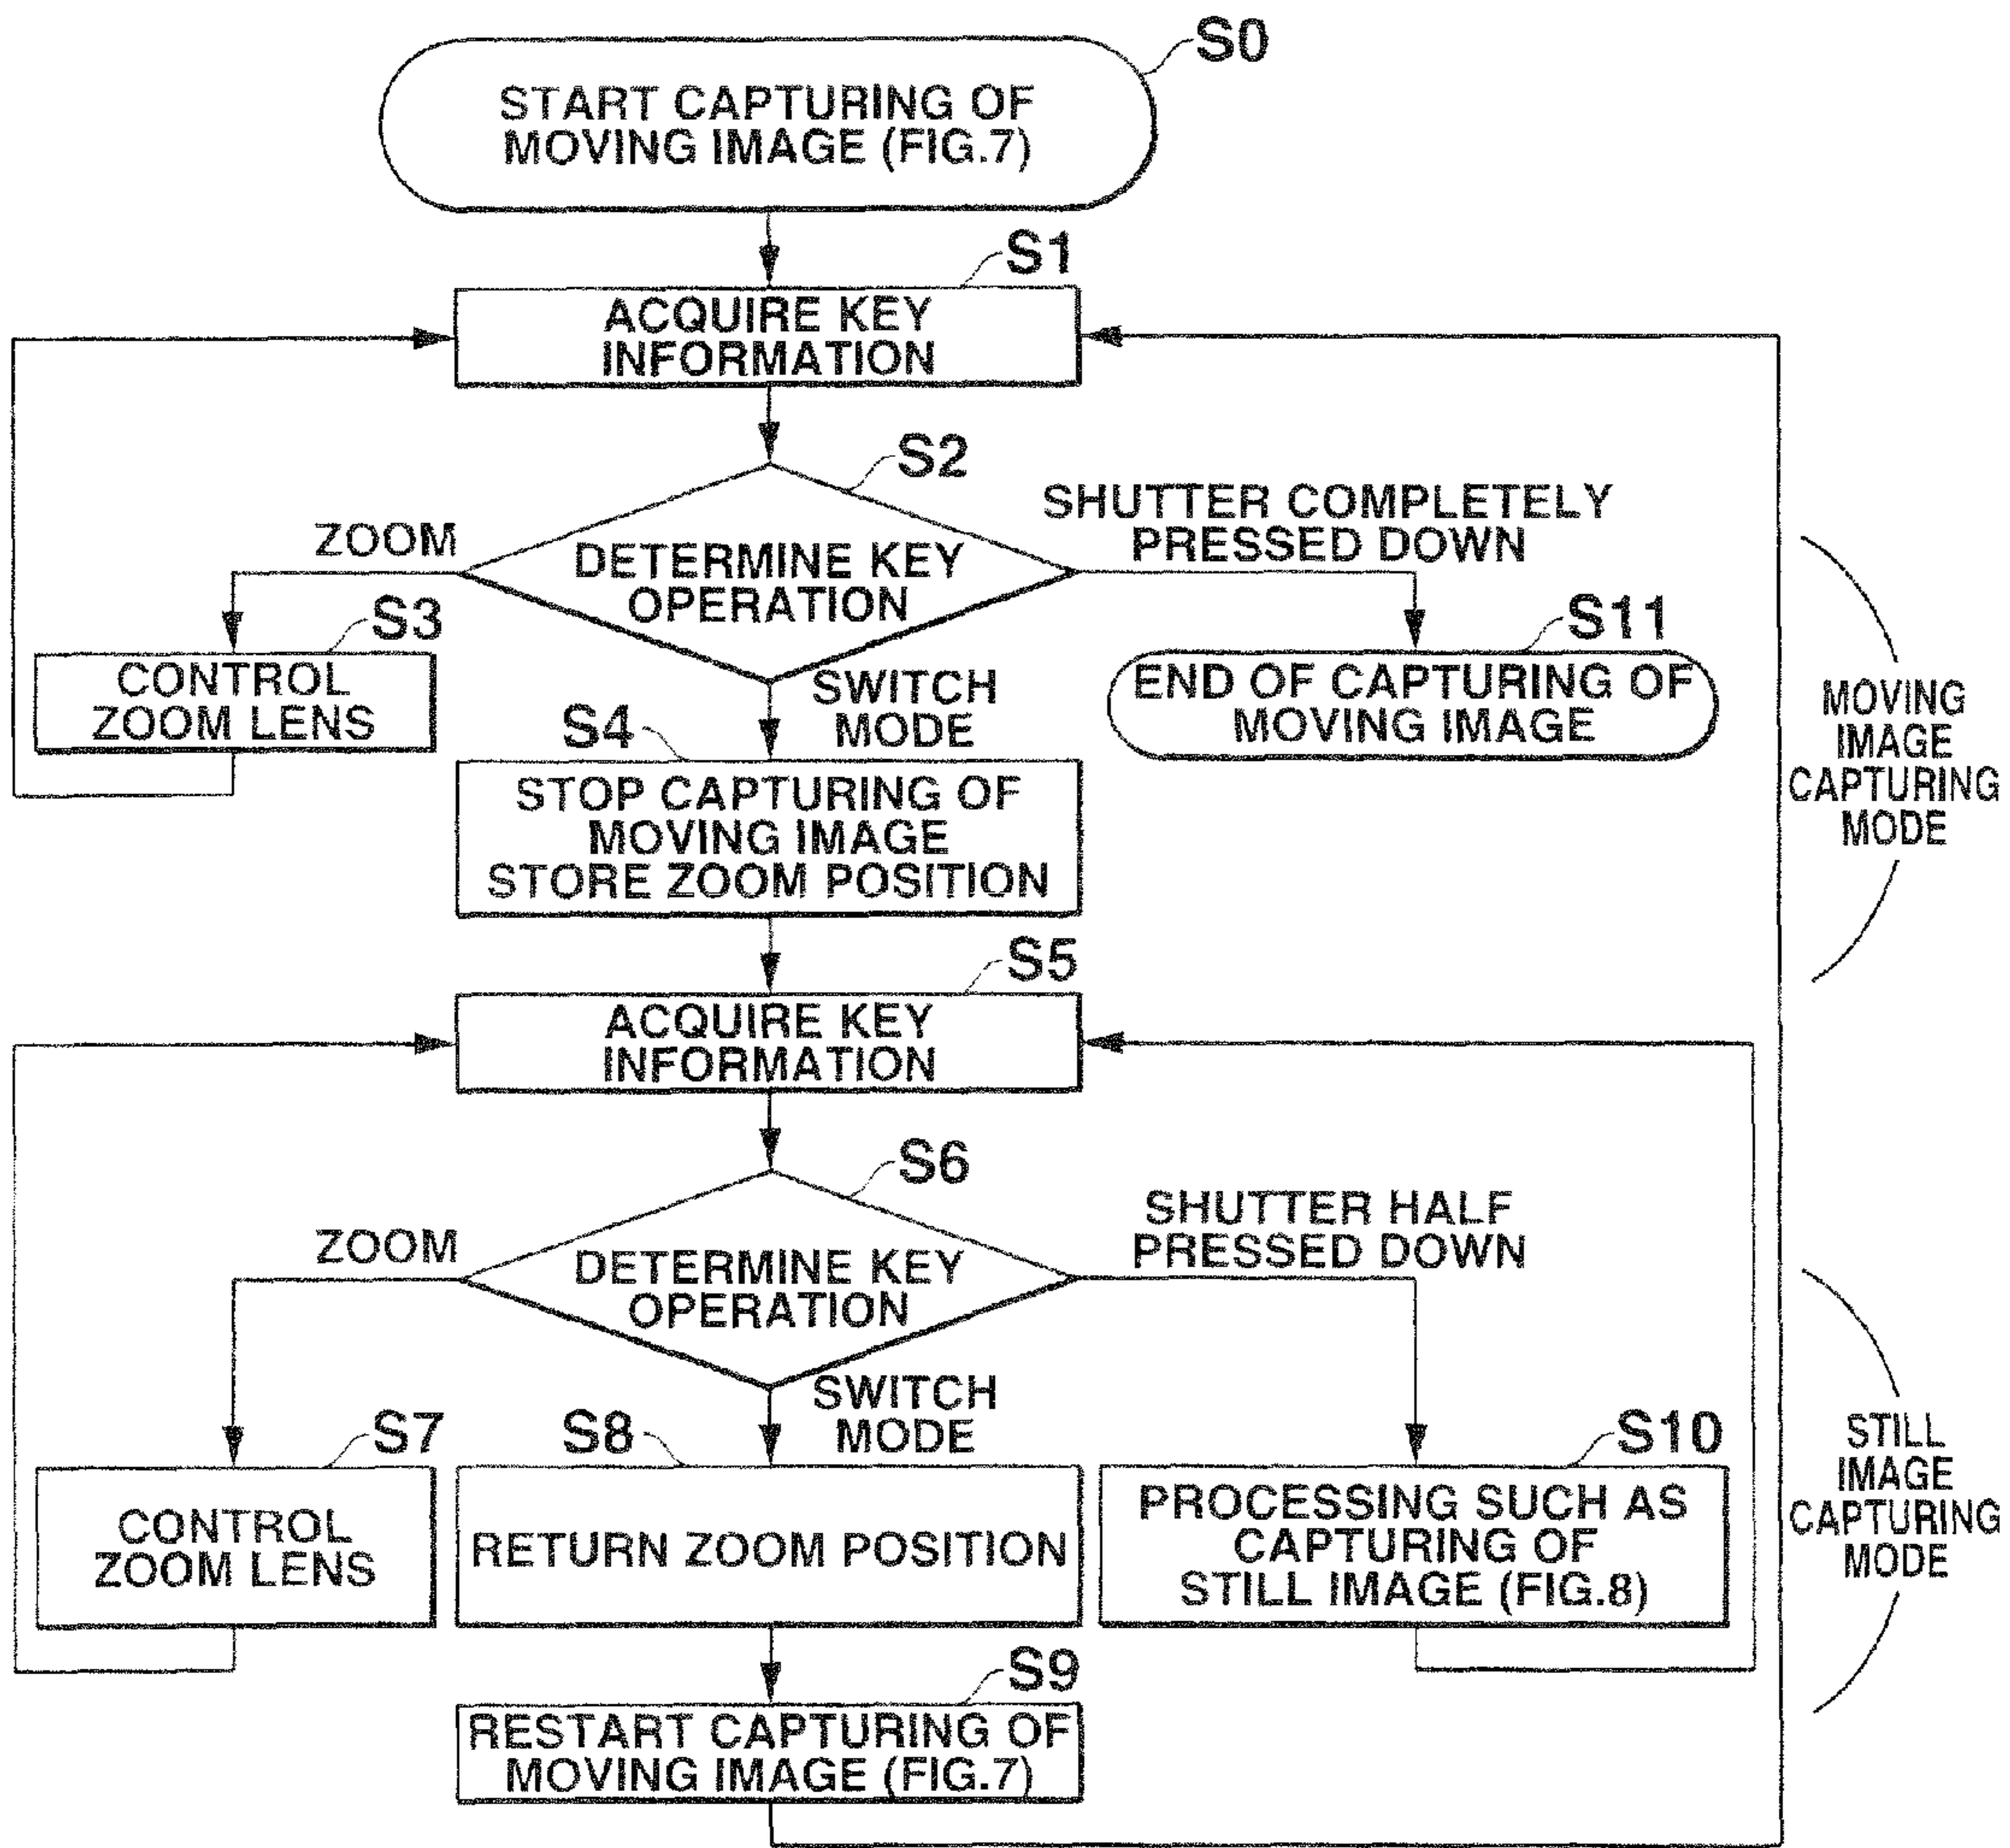 S0
START CAPTURING OF
MOVING IMAGE (FIG.7)
S1
ACQUIRE KEY
INFORMATION
S2
ZOOM
DETERMINE KEY
OPERATION
SHUTTER COMPLETELY
PRESSED DOWN
S3
CONTROL
ZOOM LENS
SWITCH
MODE
S11
END OF CAPTURING OF
MOVING IMAGE
S4
STOP CAPTURING OF
MOVING IMAGE
STORE ZOOM POSITION
MOVING
IMAGE
CAPTURING
MODE
S5
ACQUIRE KEY
INFORMATION
S6
ZOOM
DETERMINE KEY
OPERATION
SHUTTER HALF
PRESSED DOWN
SWITCH
MODE
S7
CONTROL
ZOOM LENS
S8
RETURN ZOOM POSITION
S10
PROCESSING SUCH AS
CAPTURING OF
STILL IMAGE (FIG.8)
STILL
IMAGE
CAPTURING
MODE
S9
RESTART CAPTURING OF
MOVING IMAGE (FIG.7)